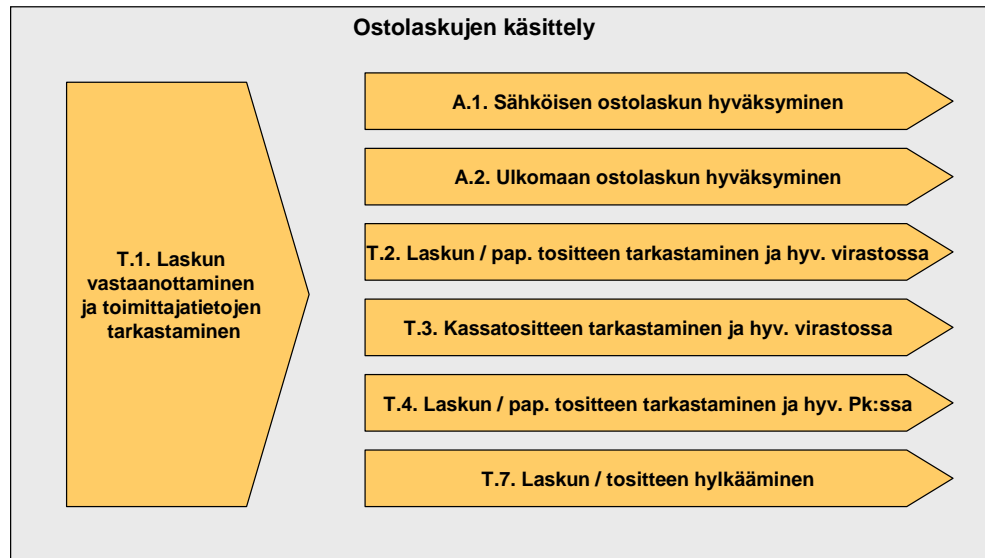 Ostolaskujen käsittely
T.1. Laskun
vastaanottaminen
ja toimittajatietojen
tarkastaminen
A.1. Sähköisen ostolaskun hyväksyminen
A.2. Ulkomaan ostolaskun hyväksyminen
T.2. Laskun / pap. tositteen tarkastaminen ja hyv. virastossa
T.3. Kassatositteen tarkastaminen ja hyv. virastossa
T.4. Laskun / pap. tositteen tarkastaminen ja hyv. Pk:ssa
T.7. Laskun / tositteen hylkääminen